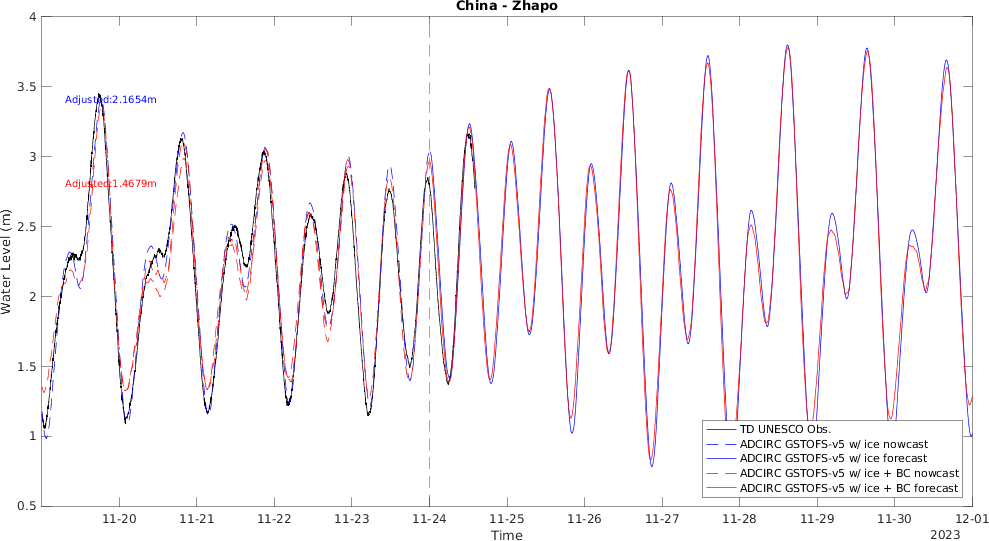 China - Zhapo
Water Level (m)
4
3.5
3
2.5
2
1.5
1
0.5
Adjusted:2.1654m
Adjusted:1.4679m
TD UNESCO Obs.
ADCIRC GSTOFS-v5 w/ ice nowcast
ADCIRC GSTOFS-v5 w/ ice forecast
ADCIRC GSTOFS-v5 w/ ice + BC nowcast
ADCIRC GSTOFS-v5 w/ ice + BC forecast
11-20 11-21 11-22 11-23 11-24 11-25 11-26 11-27 11-28 11-29 11-30 12-01
Time
2023